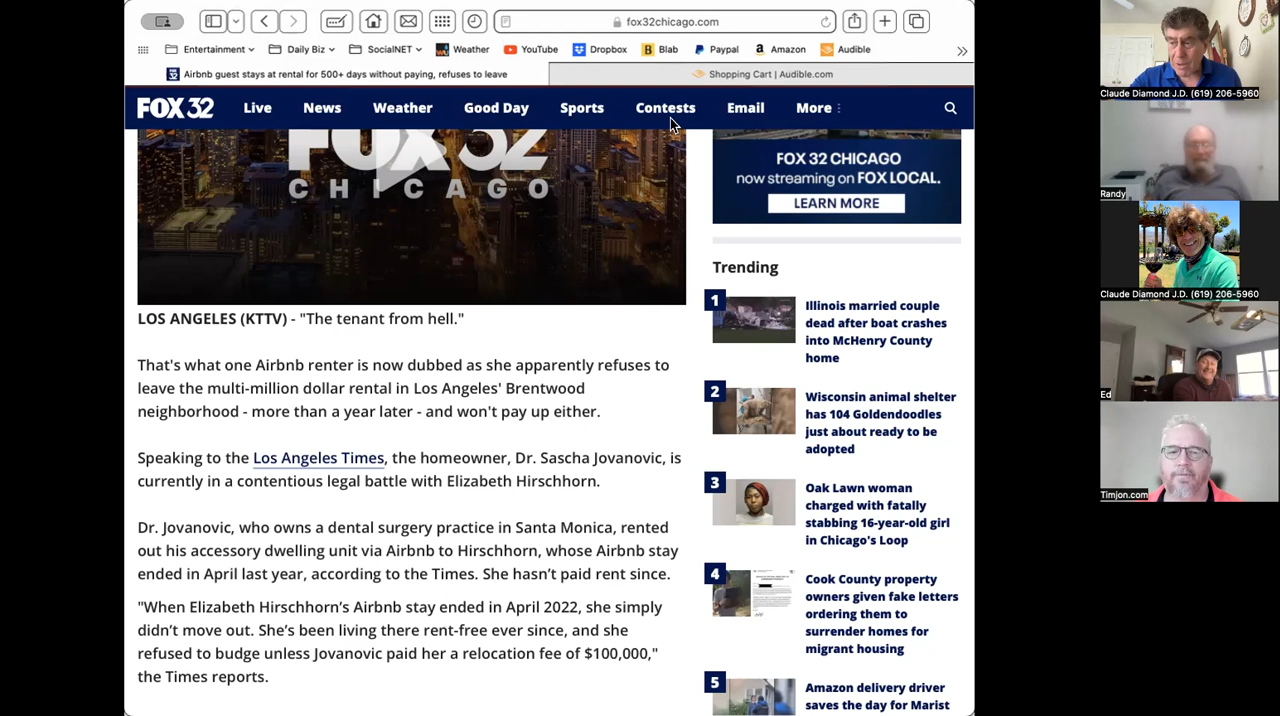 fox32chicago.com
Entertainment
Daily Biz
SocialNET
Weather
YouTube
Dropbox
Blab
Paypal
Amazon
Audible
Airbnb guest stays at rental for 500+ days without paying, refuses to leave
Shopping Cart | Audible.com
FOX 32
Live
News
Weather
Good Day
Sports
Contests
Email
More
FOX 32
CHICAGO
LOS ANGELES (KTTV) - "The tenant from hell."
That's what one Airbnb renter is now dubbed as she apparently refuses to
leave the multi-million dollar rental in Los Angeles' Brentwood
neighborhood - more than a year later - and won't pay up either.
Speaking to the Los Angeles Times, the homeowner, Dr. Sascha Jovanovic, is
currently in a contentious legal battle with Elizabeth Hirschhorn.
Dr. Jovanovic, who owns a dental surgery practice in Santa Monica, rented
out his accessory dwelling unit via Airbnb to Hirschhorn, whose Airbnb stay
ended in April last year, according to the Times. She hasn't paid rent since.
"When Elizabeth Hirschhorn's Airbnb stay ended in April 2022, she simply
didn't move out. She's been living there rent-free ever since, and she
refused to budge unless Jovanovic paid her a relocation fee of $100,000,"
the Times reports.
FOX 32 CHICAGO
now streaming on FOX LOCAL.
LEARN MORE
Trending
1
Illinois married couple
dead after boat crashes
into McHenry County
home
2
Wisconsin animal shelter
has 104 Goldendoodles
just about ready to be
adopted
3
Oak Lawn woman
charged with fatally
stabbing 16-year-old girl
in Chicago's Loop
4
Cook County property
owners given fake letters
ordering them to
surrender homes for
migrant housing
5
Amazon delivery driver
saves the day for Marist
Claude Diamond J.D. (619) 206-5960
Randy
Claude Diamond J.D. (619) 206-5960
Ed
Timjon.com